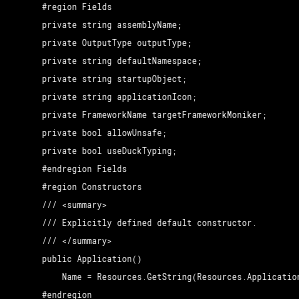 #region Fields
private string assemblyName;
private OutputType outputType;
private string defaultNamespace;
private string startupObject;
private string applicationIcon;
private FrameworkName targetFrameworkMoniker;
private bool allowUnsafe;
private bool useDuckTyping;
#endregion Fields
#region Constructors
/// <summary>
/// Explicitly defined default constructor.
/// </summary>
public Application()
Name = Resources.GetString(Resources.Application
#endregion